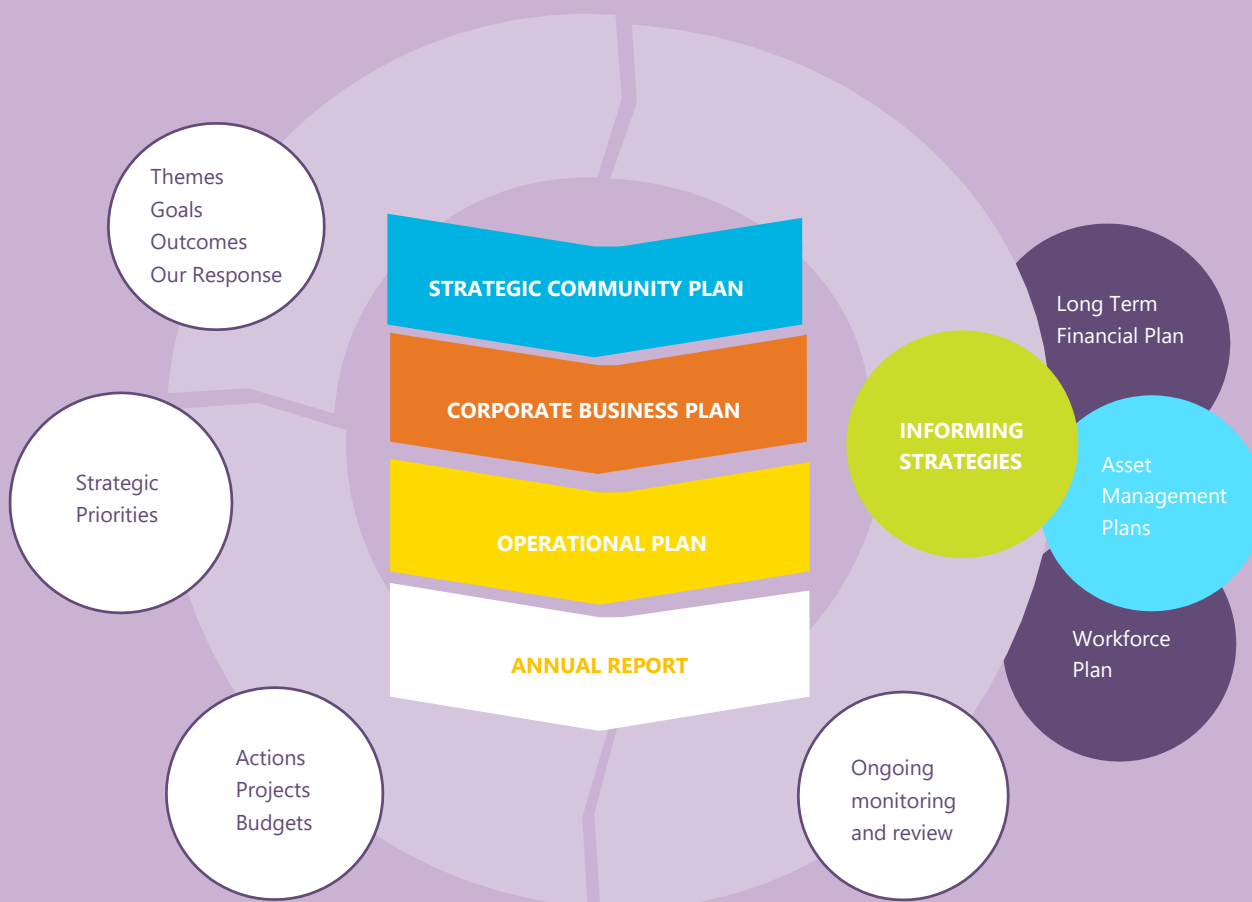 Themes
Goals
Outcomes
Our Response
STRATEGIC COMMUNITY PLAN
Long Term
Financial Plan
CORPORATE BUSINESS PLAN
INFORMING
STRATEGIES
Strategic
Priorities
Asset
Management
Plans
OPERATIONAL PLAN
ANNUAL REPORT
Workforce
Plan
Actions
Projects
Budgets
Ongoing
monitoring
and review